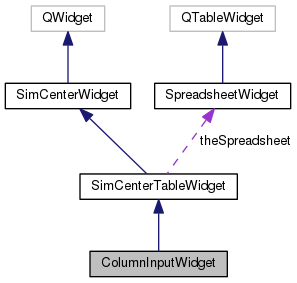 QWidget
QTableWidget
SimCenterWidget
SpreadsheetWidget
theSpreadsheet
SimCenterTableWidget
ColumnInputWidget